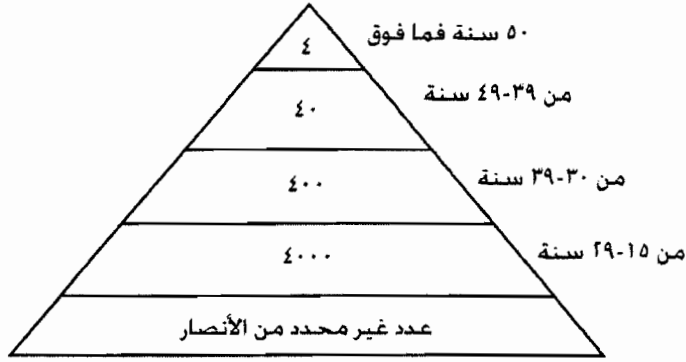 ٥٠ سنة فما فوق
٤
من ٣٩-٤٩ سنة
٤٠
من ٣٠-٣٩ سنة
٤٠٠
من ١٥-٢٩ سنة
٤٠٠٠
عدد غير محدد من الأنصار